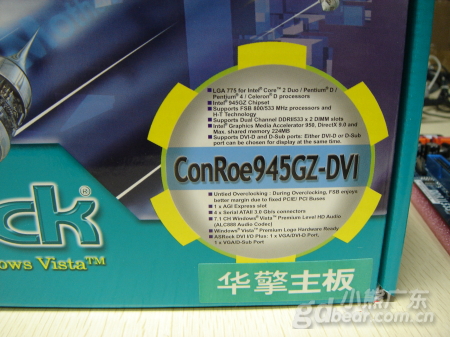 LGA 775 for Intel® Core™ 2 Duo / Pentium® D /
Pentium® 4 / Celeron® D processors
Intel® 945GZ Chipset
Supports FSB 800/533 MHz processors and
H-T Technology
Supports Dual Channel DDRII533 x 2 DIMM slots
Intel® Graphics Media Accelerator 950, DirectX 9.0 and
Max. shared memory 224MB
Supports DVI-D and D-Sub ports: Either DVI-D or D-Sub
port can be chosen for display at the same time.
ConRoe945GZ-DVI
Untied Overclocking : During Overclocking, FSB enjoys
better margin due to fixed PCIE/ PCI Buses
1 x AGI Express slot
4 x Serial ATAII 3.0 Gb/s connectors
7.1 CH Windows® Vista™ Premium Level HD Audio
(ALC888 Audio Codec)
Windows® Vista™ Premium Logo Hardware Ready
ASRock DVI I/O Plus: 1 x VGA/DVI-D Port,
1 x VGA/D-Sub Port
ck®
ows Vista™
华擎主板
小熊广东
gdbear.com.cn